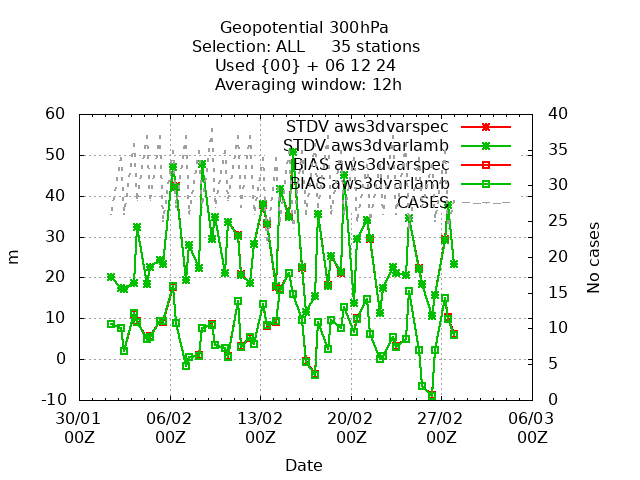 Geopotential 300hPa
Selection: ALL     35 stations
Used {00} + 06 12 24
Averaging window: 12h
60
50
40
30
20
10
0
-10
m
STDV aws3dvarspec
STDV aws3dvarlamb
BIAS aws3dvarspec
BIAS aws3dvarlamb
CASES
40
35
30
25
20
15
10
5
0
No cases
30/01 06/02 13/02 20/02 27/02 06/03
00Z 00Z 00Z 00Z 00Z 00Z
Date